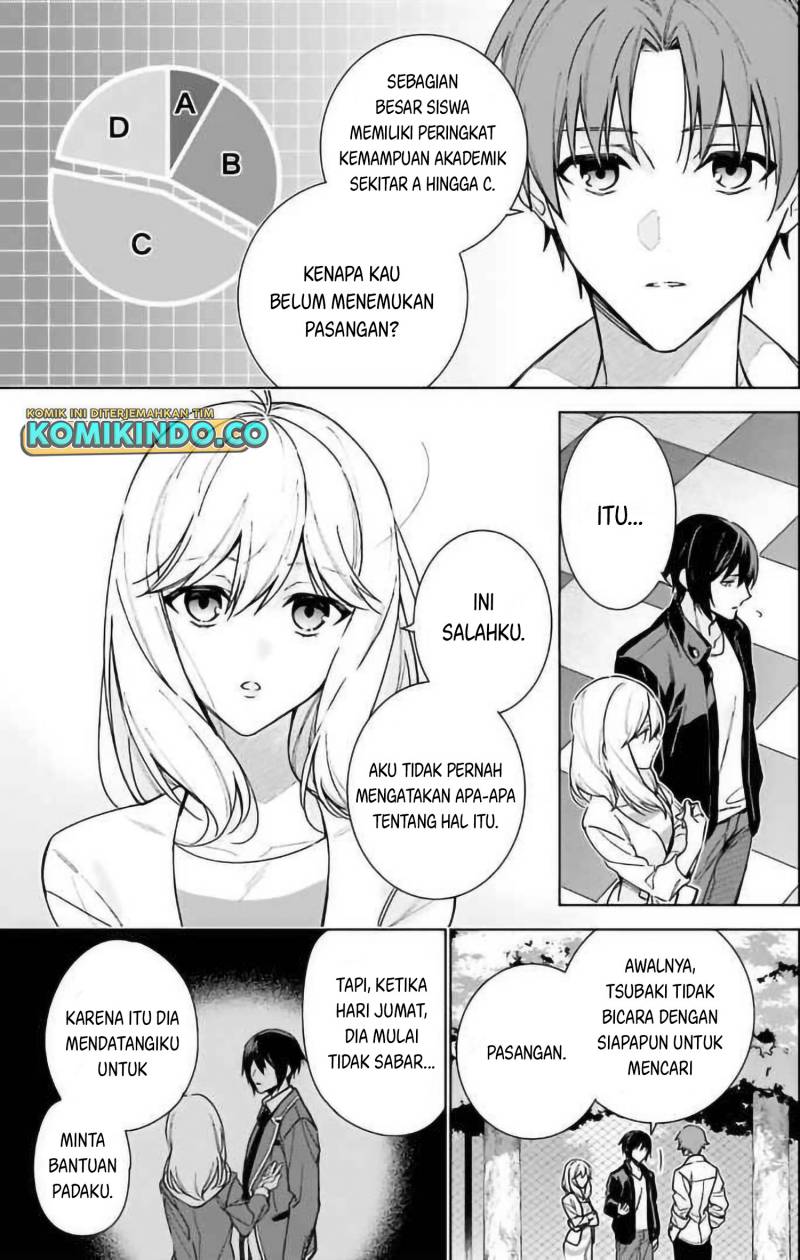 SEBAGIAN
BESAR SISWA
MEMILIKI PERINGKAT
KEMAMPUAN AKADEMIK
SEKITAR A HINGGA C.
KENAPA KAU
BELUM MENEMUKAN
PASANGAN?
A
B
C
D
ITU...
INI
SALAHKU.
AKU TIDAK PERNAH
MENGATAKAN APA-APA
TENTANG HAL ITU.
KOMIK INI DITERJEMAHKAN TIM
KOMIKINDO.CO
AWALNYA,
TSUBAKI TIDAK
BICARA DENGAN
SIAPAPUN UNTUK
MENCARI
PASANGAN.
TAPI, KETIKA
HARI JUMAT,
DIA MULAI
TIDAK SABAR...
KARENA ITU DIA
MENDATANGIKU
UNTUK
MINTA
BANTUAN
PADAKU.